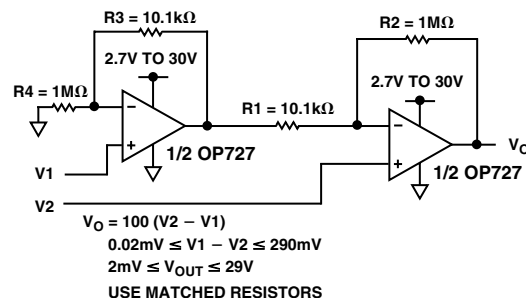 R3 = 10.1kΩ
R2 = 1MΩ
2.7V TO 30V
2.7V TO 30V
R4 = 1MΩ
R1 = 10.1kΩ
−
−
V1
+
+
VO
1/2 OP727
1/2 OP727
V2
VO = 100 (V2 − V1)
0.02mV ≤ V1 − V2 ≤ 290mV
2mV ≤ VOUT ≤ 29V
USE MATCHED RESISTORS